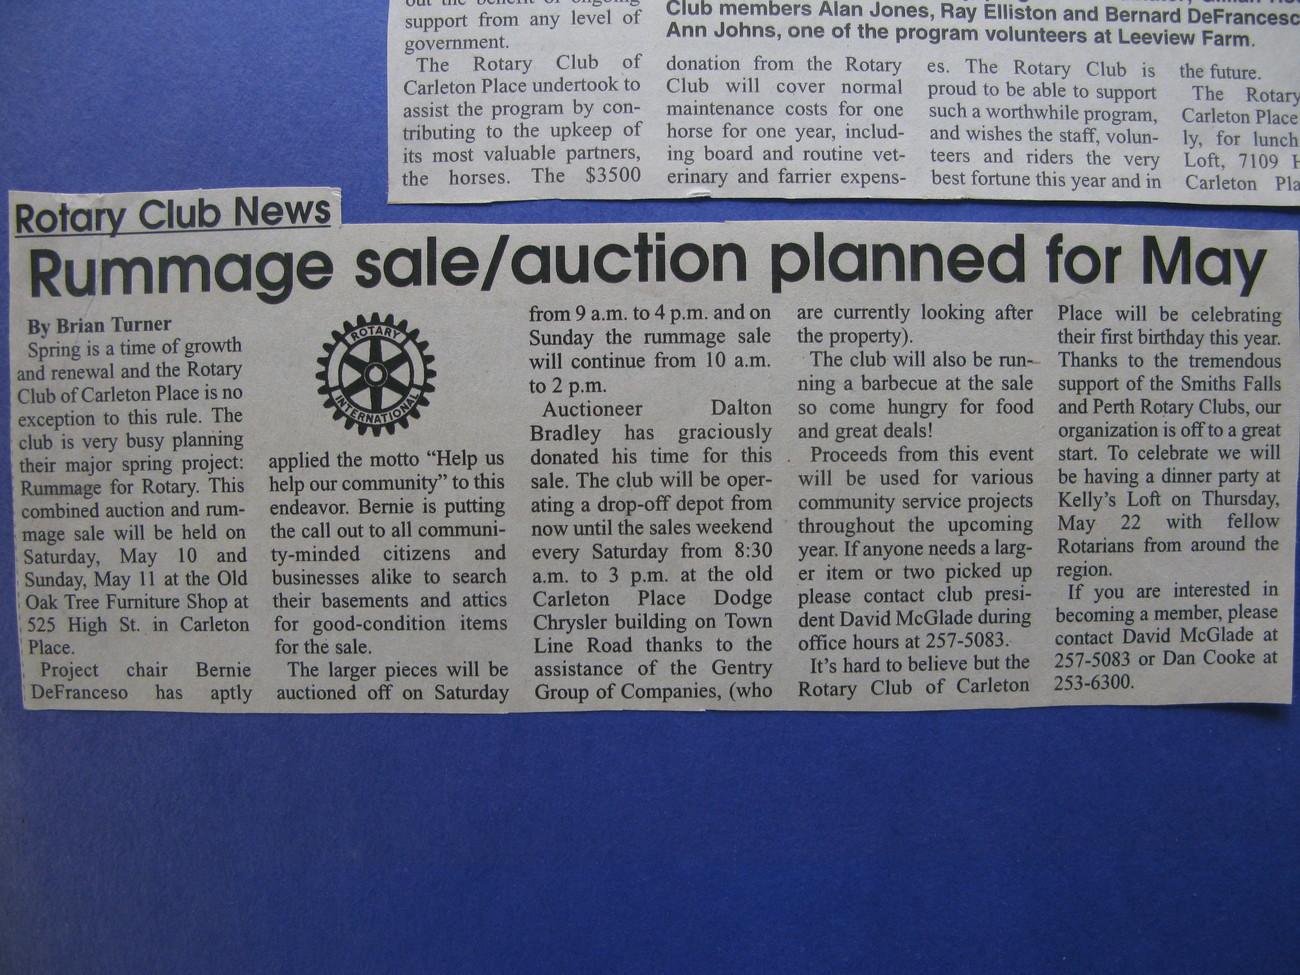 support from any level of
government.
The Rotary Club of
Carleton Place undertook to
assist the program by con-
tributing to the upkeep of
its most valuable partners,
the horses. The $3500
Club members Alan Jones, Ray Elliston and Bernard DeFrancesc
Ann Johns, one of the program volunteers at Leeview Farm.
donation from the Rotary
Club will cover normal
maintenance costs for one
horse for one year, includ-
ing board and routine vet-
erinary and farrier expens-
es. The Rotary Club is
proud to be able to support
such a worthwhile program,
and wishes the staff, volun-
teers and riders the very
best fortune this year and in
the future.
The Rotary
Carleton Place
ly, for lunch
Loft, 7109
Carleton Pla
Rotary Club News
Rummage sale/auction planned for May
By Brian Turner
Spring is a time of growth
and renewal and the Rotary
Club of Carleton Place is no
exception to this rule. The
club is very busy planning
their major spring project:
Rummage for Rotary. This
combined auction and rum-
mage sale will be held on
Saturday, May 10 and
Sunday, May 11 at the Old
Oak Tree Furniture Shop at
525 High St. in Carleton
Place.
Project chair Bernie
DeFranceso has aptly
ROTARY
INTERNATIONAL
applied the motto “Help us
help our community” to this
endeavor. Bernie is putting
the call out to all communi-
ty-minded citizens and
businesses alike to search
their basements and attics
for good-condition items
for the sale.
The larger pieces will be
auctioned off on Saturday
from 9 a.m. to 4 p.m. and on
Sunday the rummage sale
will continue from 10 a.m.
to 2 p.m.
Auctioneer Dalton
Bradley has graciously
donated his time for this
sale. The club will be oper-
ating a drop-off depot from
now until the sales weekend
every Saturday from 8:30
a.m. to 3 p.m. at the old
Carleton Place Dodge
Chrysler building on Town
Line Road thanks to the
assistance of the Gentry
Group of Companies, (who
are currently looking after
the property).
The club will also be run-
ning a barbecue at the sale
so come hungry for food
and great deals!
Proceeds from this event
will be used for various
community service projects
throughout the upcoming
year. If anyone needs a larg-
er item or two picked up
please contact club presi-
dent David McGlade during
office hours at 257-5083.
It's hard to believe but the
Rotary Club of Carleton
Place will be celebrating
their first birthday this year.
Thanks to the tremendous
support of the Smiths Falls
and Perth Rotary Clubs, our
organization is off to a great
start. To celebrate we will
be having a dinner party at
Kelly's Loft on Thursday,
May 22 with fellow
Rotarians from around the
region.
If you are interested in
becoming a member, please
contact David McGlade at
257-5083 or Dan Cooke at
253-6300.